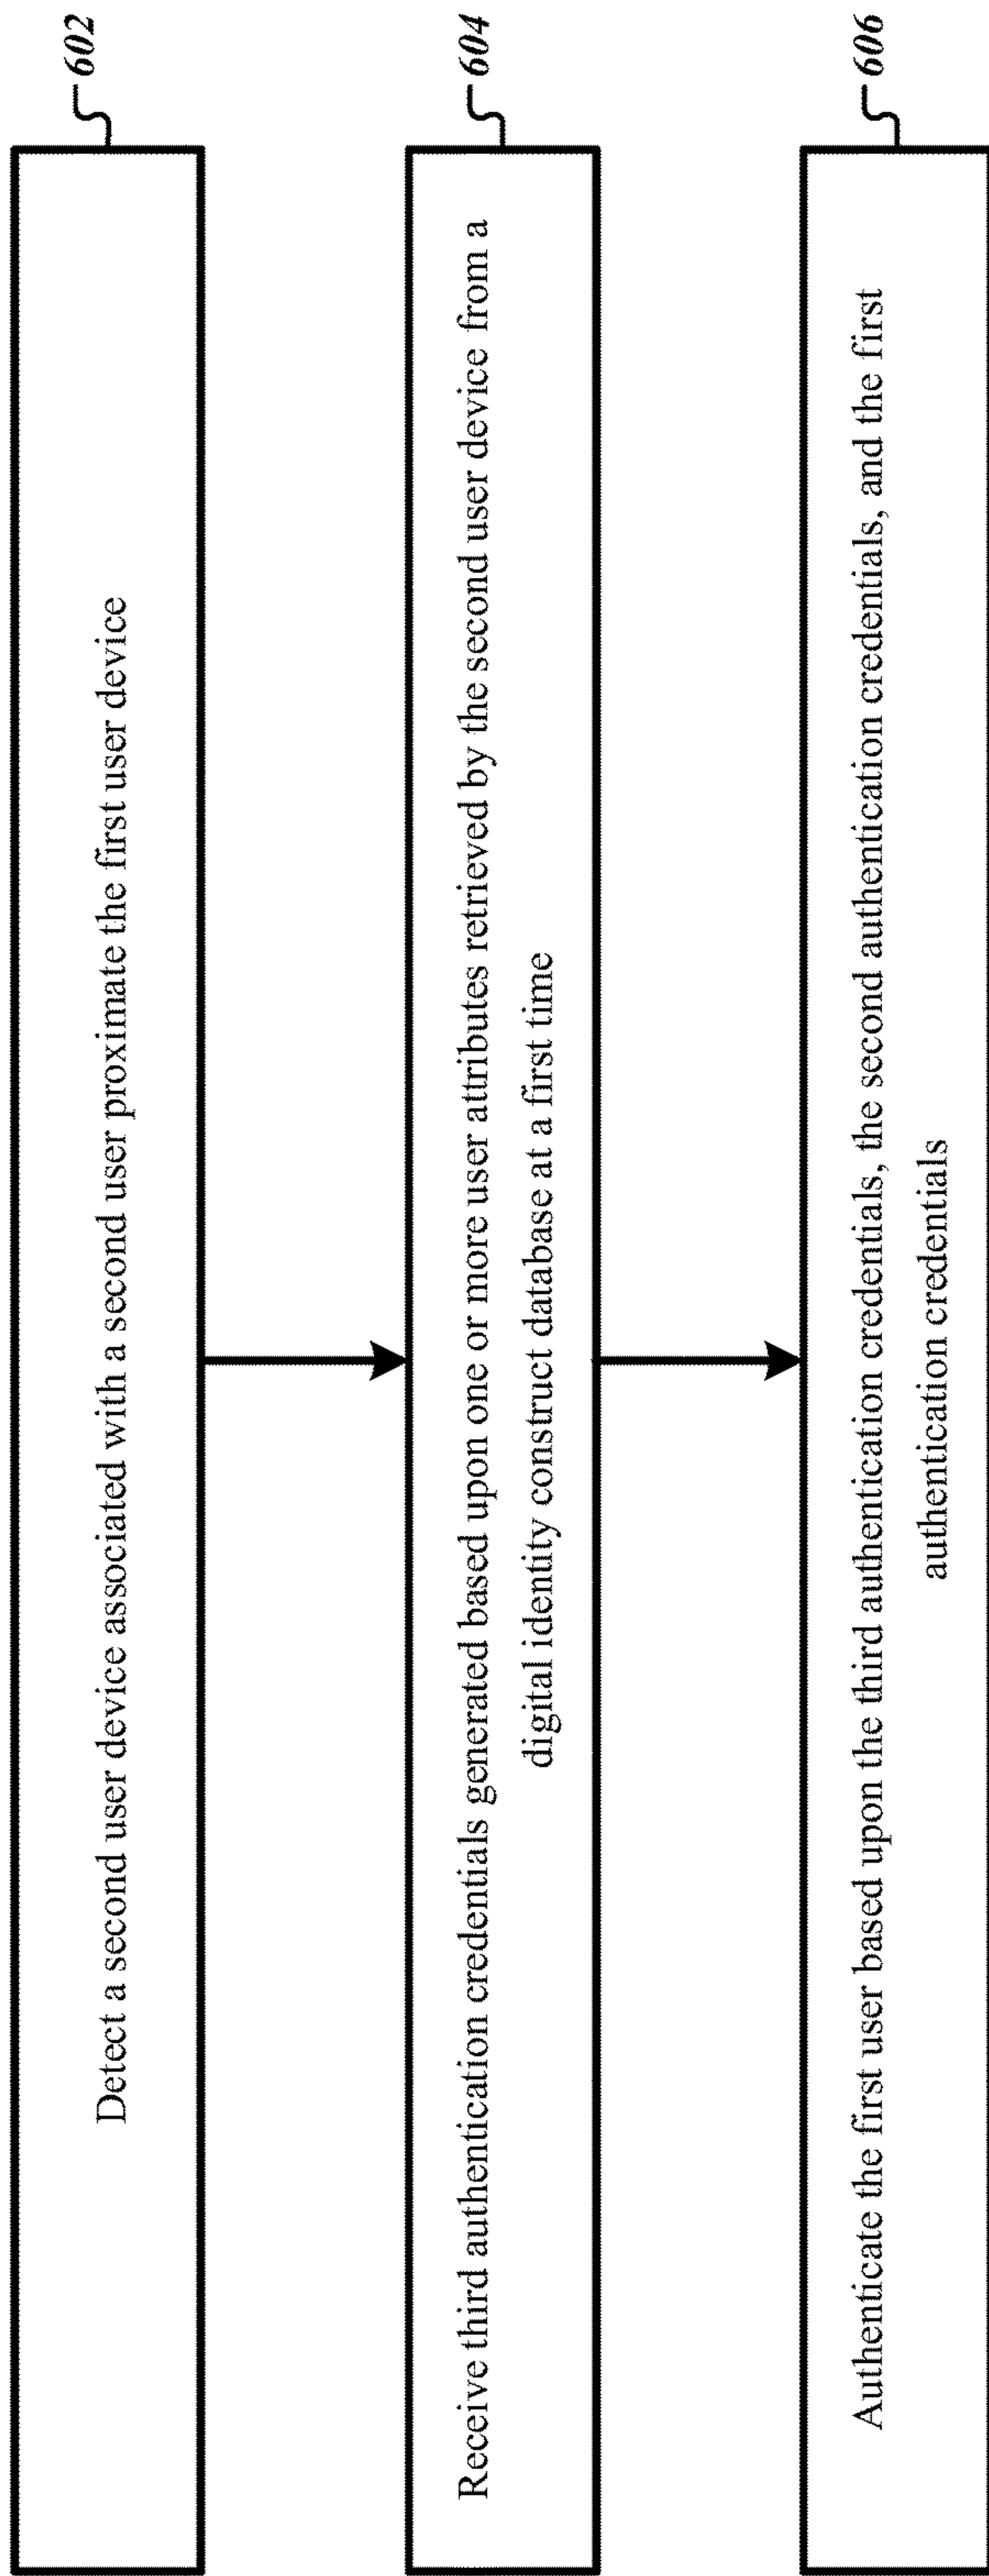 602
Detect a second user device associated with a second user proximate the first user device
604
Receive third authentication credentials generated based upon one or more user attributes retrieved by the second user device from a
digital identity construct database at a first time
606
Authenticate the first user based upon the third authentication credentials, the second authentication credentials, and the first
authentication credentials